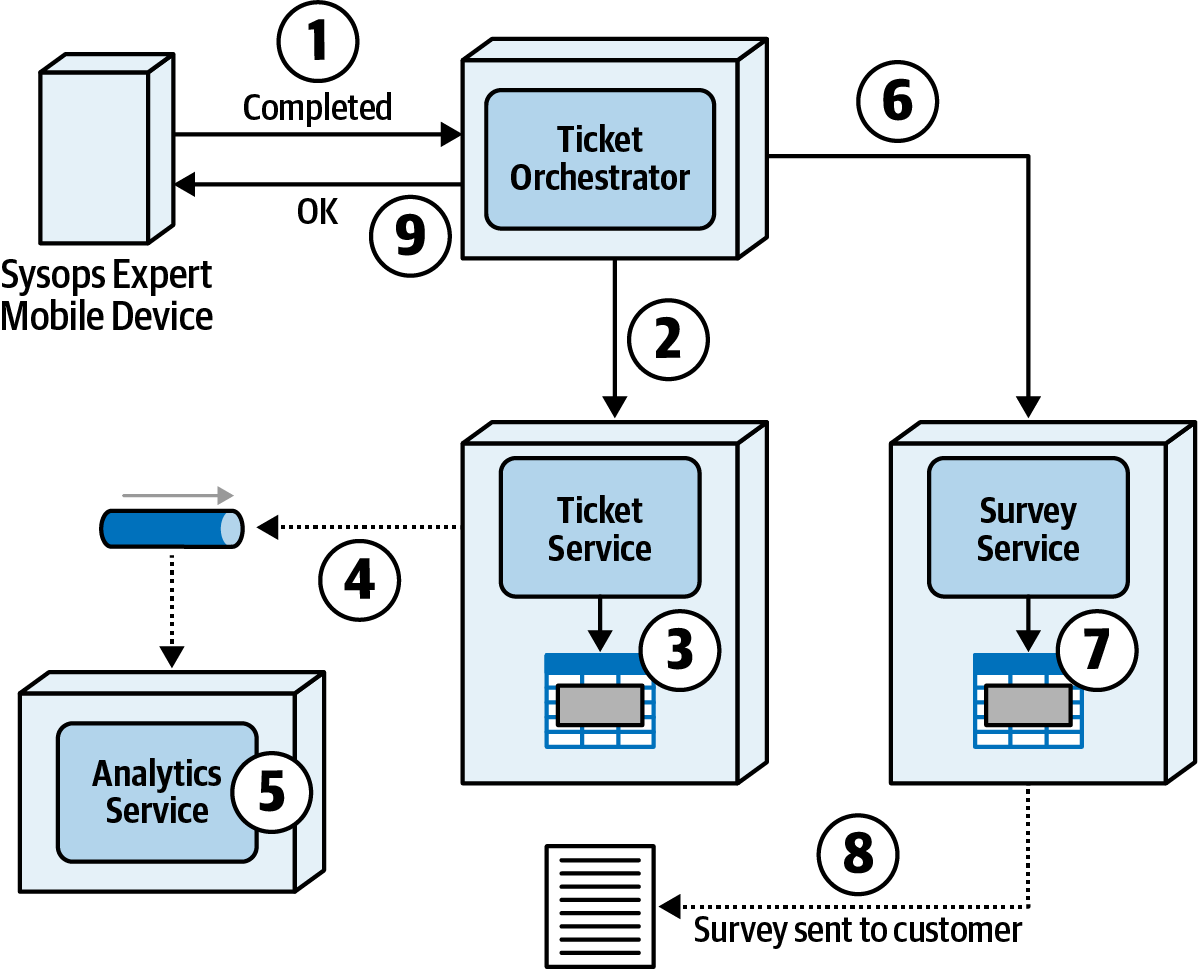 1
Completed
Ticket
Orchestrator
6
OK
9
Sysops Expert
Mobile Device
2
Ticket
Service
Survey
Service
4
3
7
Analytics
Service
5
8
Survey sent to customer